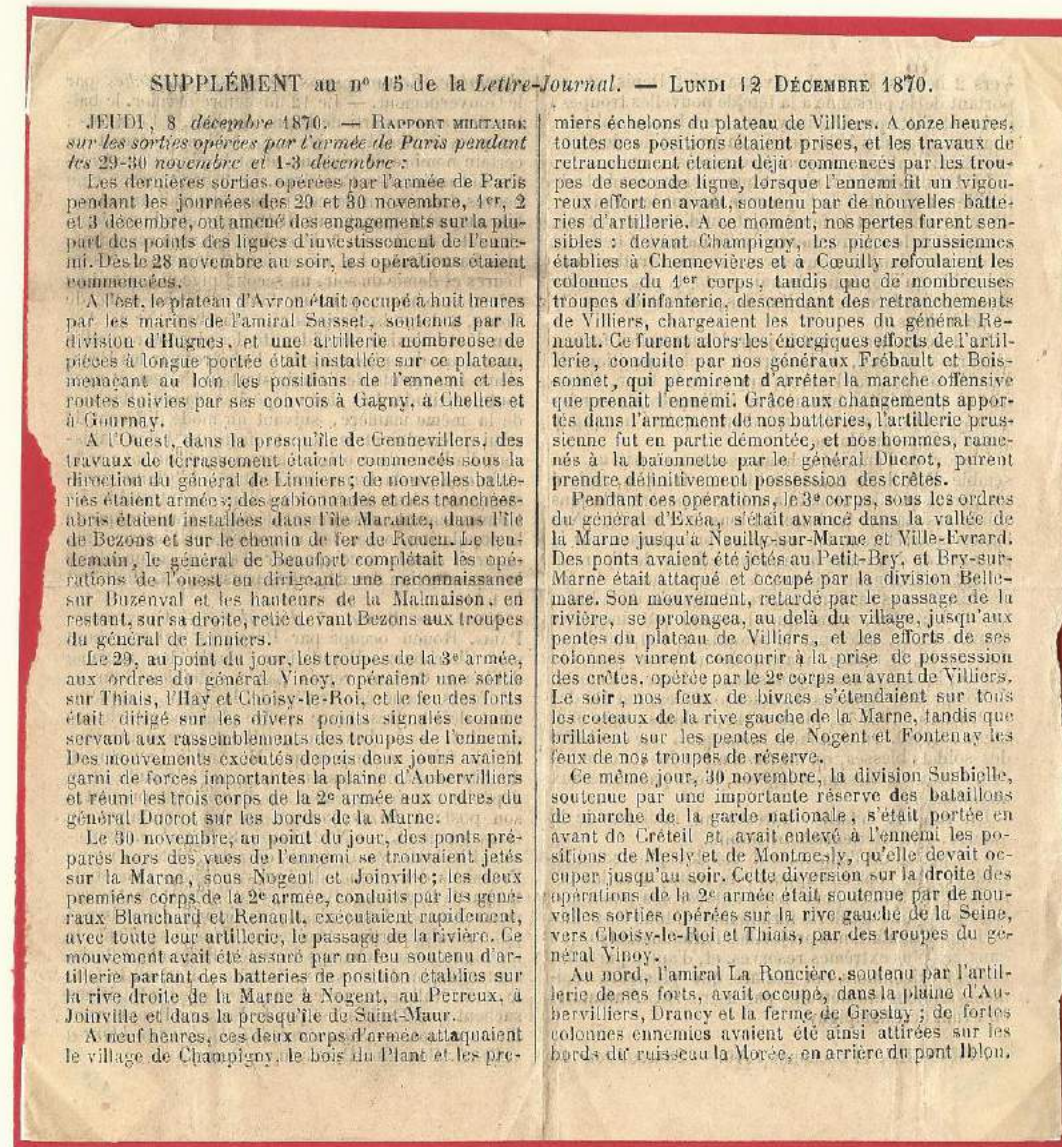 SUPPLÉMENT au nº 15 de la Lettre-Journal. — LUNDI 12 DÉCEMBRE 1870.
JEUDI, 8 décembre 1870. — RAPPORT MILITAIRE
sur les sorties opérées par l'armée de Paris pendant
les 29-30 novembre et 1-3 décembre :
Les dernières sorties opérées par l'armée de Paris
pendant les journées des 29 et 30 novembre, 1er, 2
et 3 décembre, ont amené des engagements sur la plu-
part des points des lignes d'investissement de l'enne-
mi. Dès le 28 novembre au soir, les opérations étaient
commencées.
A l'est, le plateau d'Avron était occupé à huit heures
par les marins de l'amiral Saisset, soutenus par la
division d'Hugues, et une artillerie nombreuse de
pièces à longue portée était installée sur ce plateau,
menaçant au loin les positions de l'ennemi et les
routes suivies par ses convois à Gagny, à Chelles et
à Gournay.
A l'Ouest, dans la presqu'île de Gennevillers, des
travaux de terrassement étaient commencés sous la
direction du général de Liniers; de nouvelles batte-
ries étaient armées; des gabionnades et des tranchées-
abris étaient installées dans l'île Marante, dans l'île
de Bezons et sur le chemin de fer de Rouen. Le len-
demain, le général de Beaufort complétait les opé-
rations de l'ouest en dirigeant une reconnaissance
sur Buzenval et les hauteurs de la Malmaison, en
restant, sur sa droite, relié devant Bezons aux troupes
du général de Liniers.
Le 29, au point du jour, les troupes de la 3e armée,
aux ordres du général Vinoy, opéraient une sortie
sur Thiais, l'Hay et Choisy-le-Roi, et le feu des forts
était dirigé sur les divers points signalés comme
servant aux rassemblements des troupes de l'ennemi.
Des mouvements exécutés depuis deux jours avaient
garni de forces importantes la plaine d'Aubervilliers
et réuni les trois corps de la 2e armée aux ordres du
général Ducrot sur les bords de la Marne.
Le 30 novembre, au point du jour, des ponts pré-
parés hors des vues de l'ennemi se trouvaient jetés
sur la Marne, sous Nogent et Joinville; les deux
premiers corps de la 2e armée, conduits par les géné-
raux Blanchard et Renault, exécutaient rapidement,
avec toute leur artillerie, le passage de la rivière. Ce
mouvement avait été assuré par un feu soutenu d'ar-
tillerie partant des batteries de position établies sur
la rive droite de la Marne à Nogent, au Perreux, à
Joinville et dans la presqu'île de Saint-Maur.
A neuf heures, ces deux corps d'armée attaquaient
le village de Champigny, le bois du Plant et les pre-
miers échelons du plateau de Villiers. A onze heures,
toutes ces positions étaient prises, et les travaux de
retranchement étaient déjà commencés par les trou-
pes de seconde ligne, lorsque l'ennemi fit un vigou-
reux effort en avant, soutenu par de nouvelles batte-
ries d'artillerie. A ce moment, nos pertes furent sen-
sibles : devant Champigny, les pièces prussiennes
établies à Chennevières et à Cœuilly refoulaient les
colonnes du 1er corps, tandis que de nombreuses
troupes d'infanterie, descendant des retranchements
de Villiers, chargeaient les troupes du général Re-
nault. Ce furent alors les énergiques efforts de l'artil-
lerie, conduite par nos généraux Frébault et Bois-
sonnet, qui permirent d'arrêter la marche offensive
que prenait l'ennemi. Grâce aux changements appor-
tés dans l'armement de nos batteries, l'artillerie prus-
sienne fut en partie démontée, et nos hommes, rame-
nés à la baïonnette par le général Ducrot, purent
prendre définitivement possession des crêtes.
Pendant ces opérations, le 3e corps, sous les ordres
du général d'Exéa, s'était avancé dans la vallée de
la Marne jusqu'à Neuilly-sur-Marne et Ville-Evrard.
Des ponts avaient été jetés au Petit-Bry, et Bry-sur-
Marne était attaqué et occupé par la division Belle-
mare. Son mouvement, retardé par le passage de la
rivière, se prolongea, au delà du village, jusqu'aux
pentes du plateau de Villiers, et les efforts de ses
colonnes vinrent concourir à la prise de possession
des crêtes, opérée par le 2e corps en avant de Villiers.
Le soir, nos feux de bivacs s'étendaient sur tous
les coteaux de la rive gauche de la Marne, tandis que
brillaient sur les pentes de Nogent et Fontenay les
feux de nos troupes de réserve.
Ce même jour, 30 novembre, la division Susbielle,
soutenue par une importante réserve des bataillons
de marche de la garde nationale, s'était portée en
avant de Créteil et avait enlevé à l'ennemi les po-
sitions de Mesly et de Montmesly, qu'elle devait oc-
cuper jusqu'au soir. Cette diversion sur la droite des
opérations de la 2e armée était soutenue par de nou-
velles sorties opérées sur la rive gauche de la Seine,
vers Choisy-le-Roi et Thiais, par des troupes du gé-
néral Vinoy.
Au nord, l'amiral La Roncière, soutenu par l'artil-
lerie de ses forts, avait occupé, dans la plaine d'Au-
bervilliers, Drancy et la ferme de Groslay; de fortes
colonnes ennemies avaient été ainsi attirées sur les
bords du ruisseau la Morée, en arrière du pont Iblon.